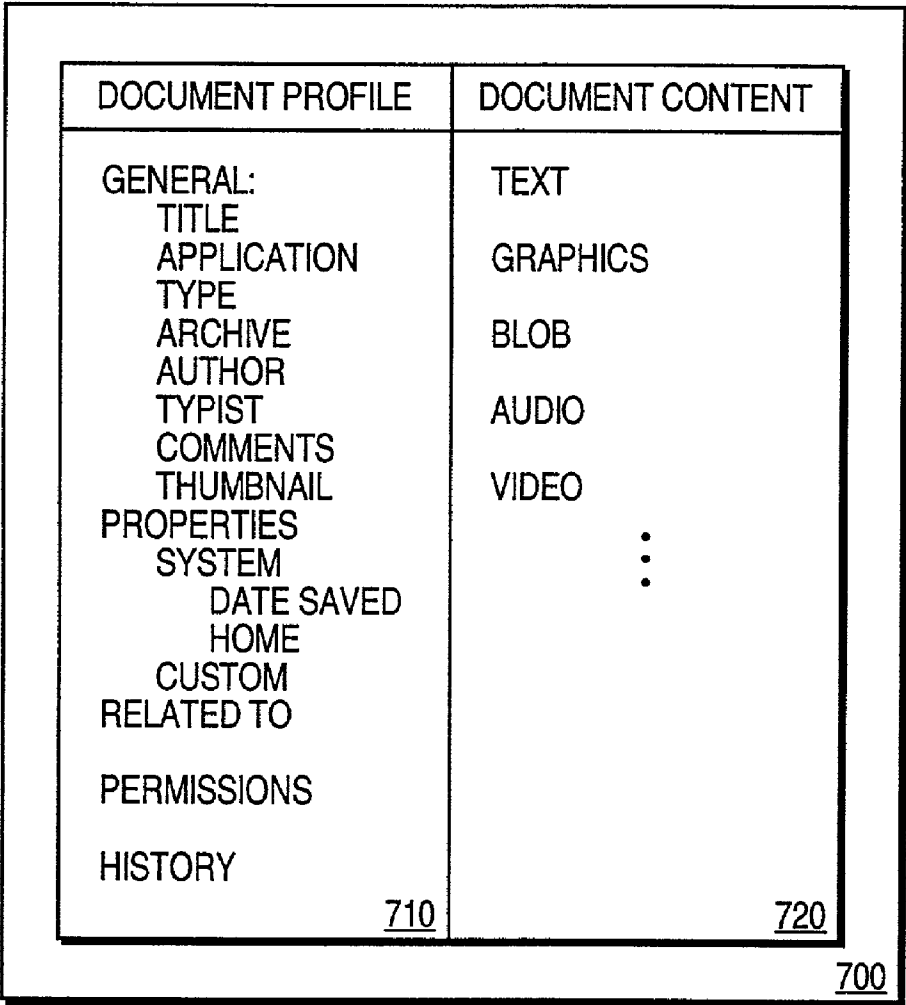 DOCUMENT PROFILE
GENERAL:
TITLE
APPLICATION
TYPE
ARCHIVE
AUTHOR
TYPIST
COMMENTS
THUMBNAIL
PROPERTIES
SYSTEM
DATE SAVED
HOME
CUSTOM
RELATED TO
PERMISSIONS
HISTORY
710
DOCUMENT CONTENT
TEXT
GRAPHICS
BLOB
AUDIO
VIDEO
720
700